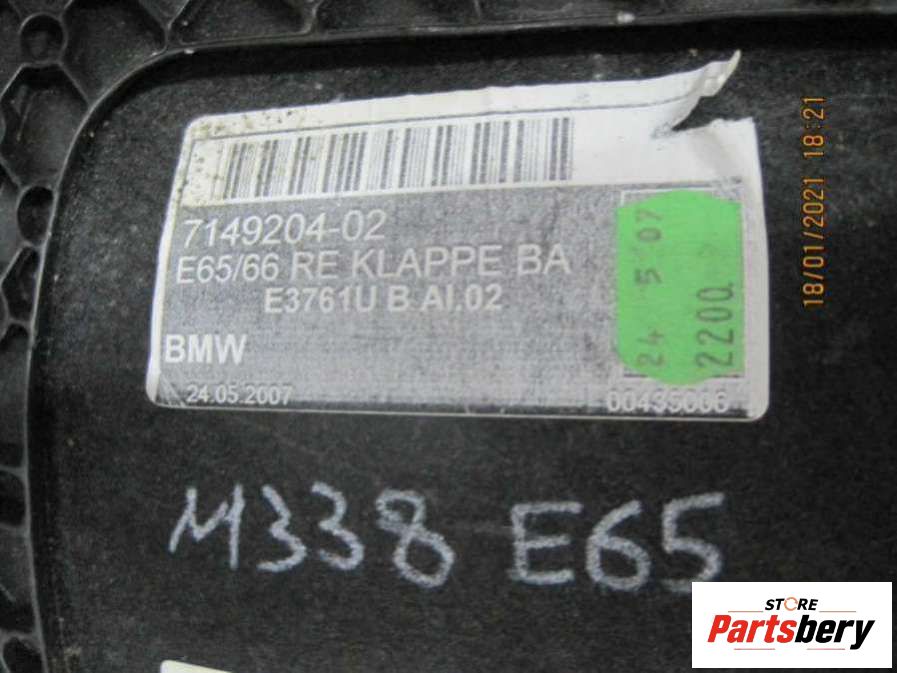 7149204-02
E65/66 RE KLAPPE BA
E3761U B AI.02
BMW
24.05.2007
00435006
24 5 07
2200
18/01/2021 18:21
M338 E65
STORE
Partsbery